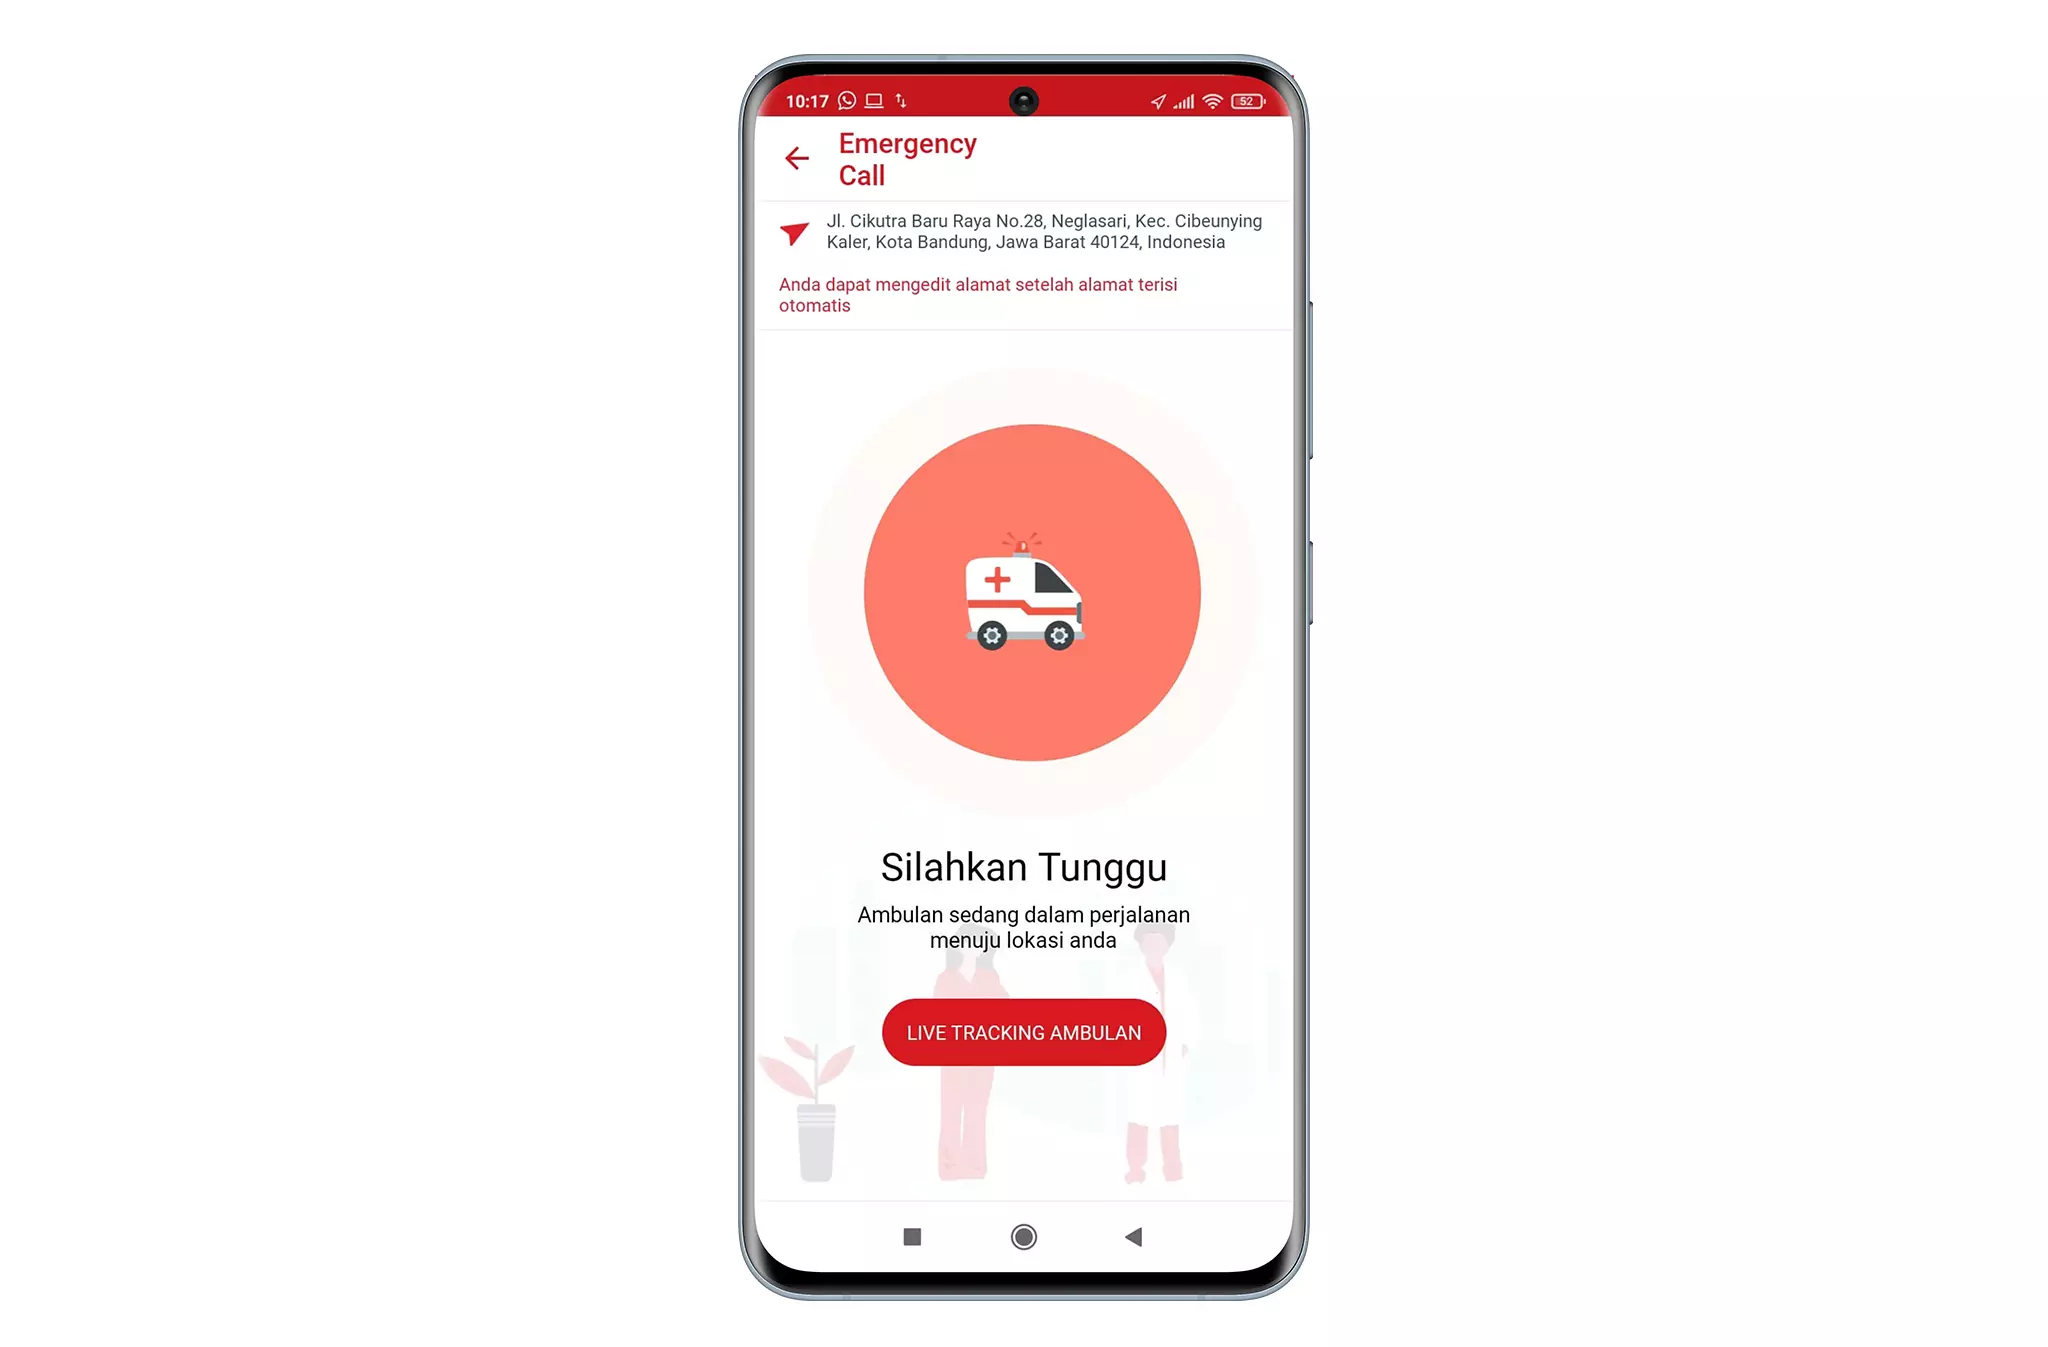 10:17
52
Emergency
Call
Jl. Cikutra Baru Raya No.28, Neglasari, Kec. Cibeunying
Kaler, Kota Bandung, Jawa Barat 40124, Indonesia
Anda dapat mengedit alamat setelah alamat terisi
otomatis
Silahkan Tunggu
Ambulan sedang dalam perjalanan
menuju lokasi anda
LIVE TRACKING AMBULAN